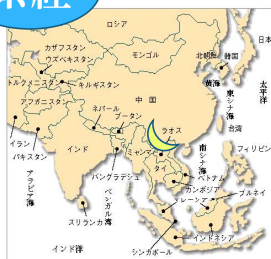 ロシア
日本
カザフスタン
ウズベキスタン
モンゴル
北朝鮮
韓国
トルクメニスタン
キルギスタン
黄海
東シナ海
太平洋
アフガニスタン
中国
ネパール
ブータン
台湾
イラン
パキスタン
インド
ミャンマー
ラオス
南シナ海
フィリピン
アラビア海
バングラデシュ
タイ
ベトナム
ベンガル湾
カンボジア
ブルネイ
スリランカ
マレーシア
インド洋
シンガポール
インドネシア